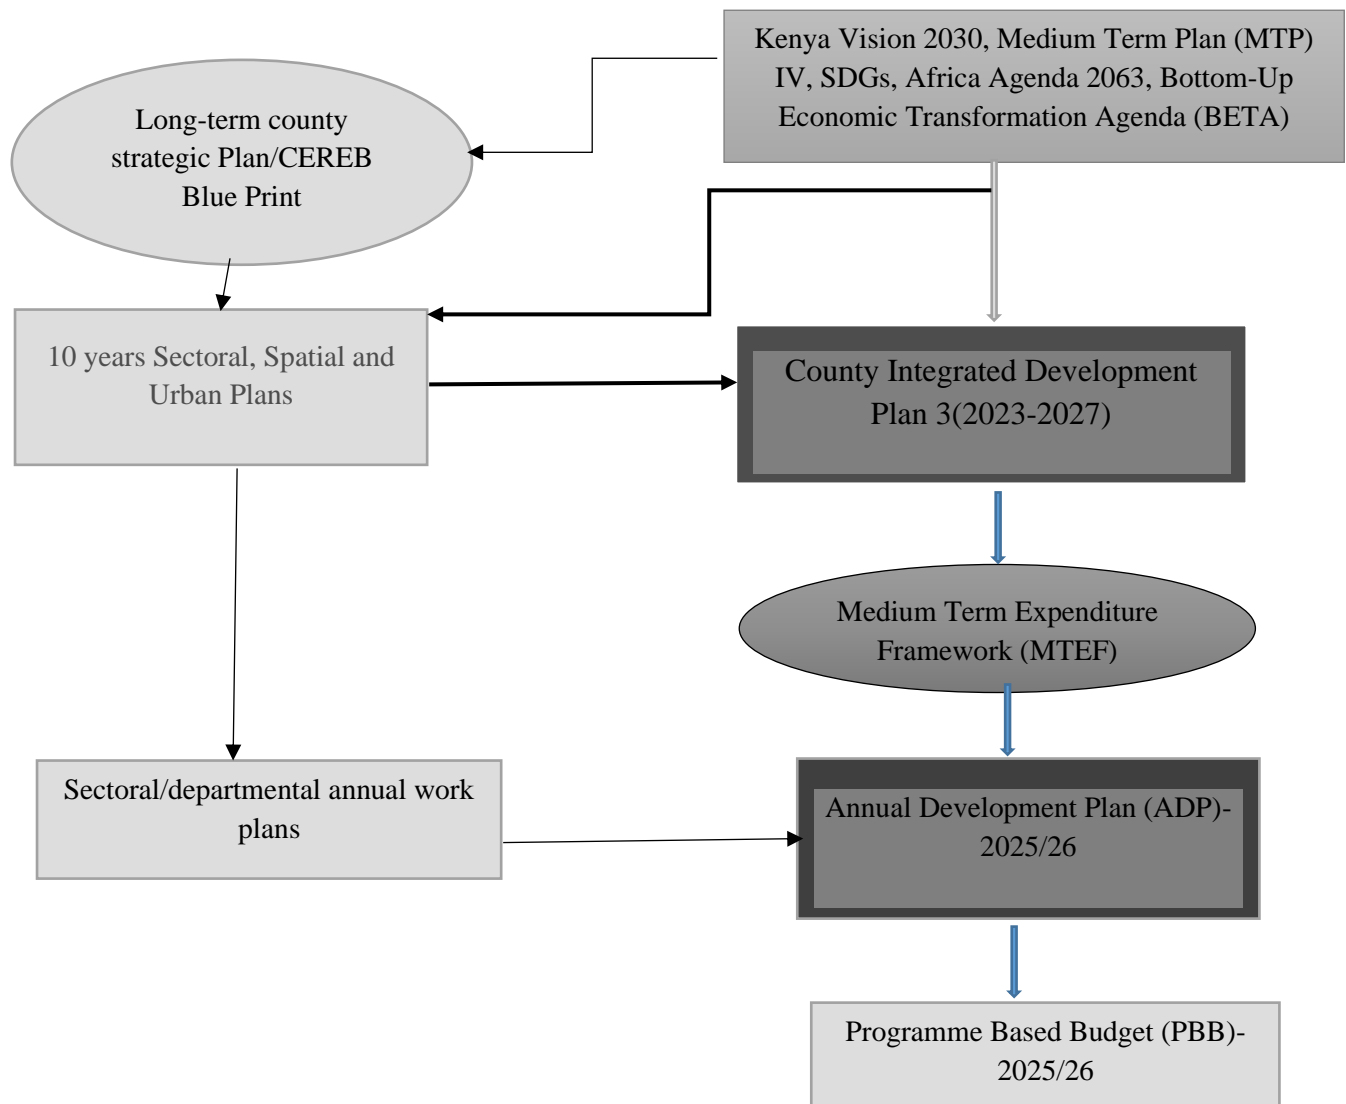 Kenya Vision 2030, Medium Term Plan (MTP)
IV, SDGs, Africa Agenda 2063, Bottom-Up
Economic Transformation Agenda (BETA)
Long-term county
strategic Plan/CEREB
Blue Print
10 years Sectoral, Spatial and
Urban Plans
County Integrated Development
Plan 3(2023-2027)
Medium Term Expenditure
Framework (MTEF)
Sectoral/departmental annual work
plans
Annual Development Plan (ADP)-
2025/26
Programme Based Budget (PBB)-
2025/26